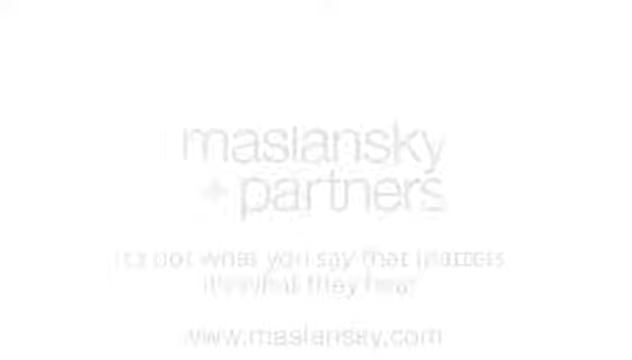 maslansky
+ partners
it's not what you say that matters
it's what they hear
www.maslansky.com